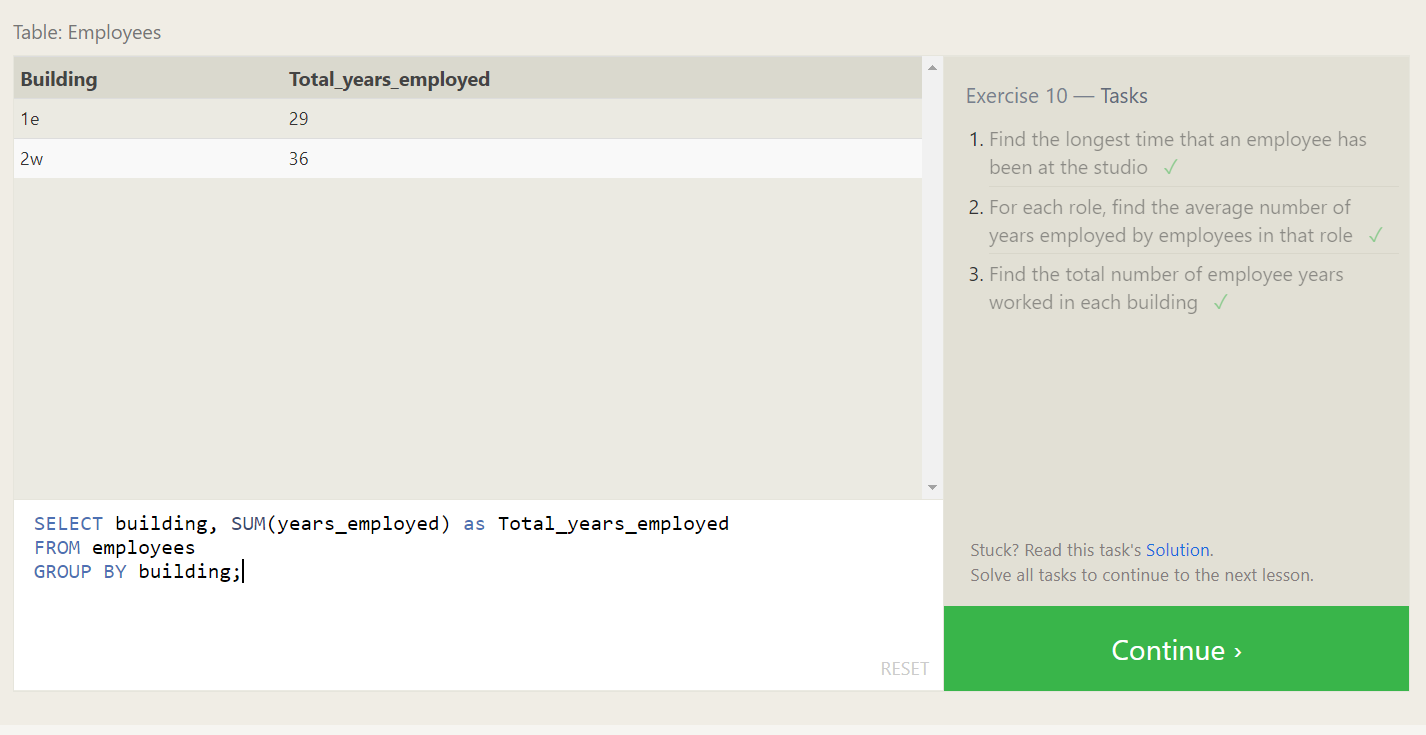 Table: Employees
Building Total_years_employed
1e 29
2w 36
SELECT building, SUM(years_employed) as Total_years_employed
FROM employees
GROUP BY building;
RESET
Exercise 10 — Tasks
1. Find the longest time that an employee has
been at the studio ✓
2. For each role, find the average number of
years employed by employees in that role ✓
3. Find the total number of employee years
worked in each building ✓
Stuck? Read this task's Solution.
Solve all tasks to continue to the next lesson.
Continue ›